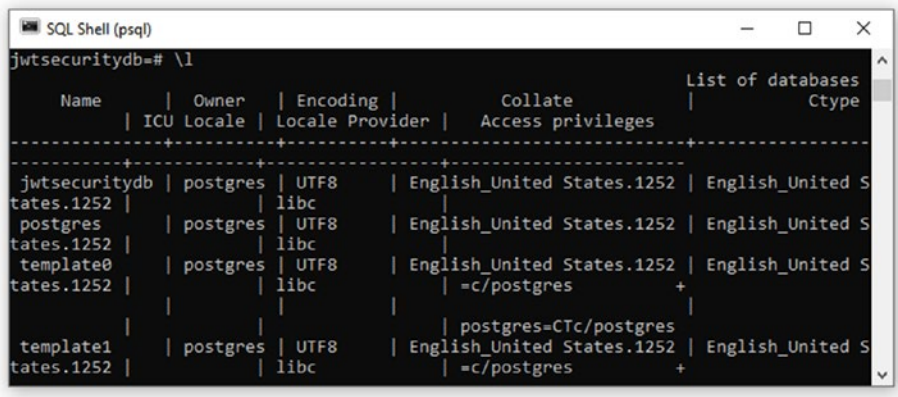 SQL Shell (psql)
jwtsecuritydb=# \l
List of databases
Name | Owner | Encoding | Collate | Ctype
| ICU Locale | Locale Provider | Access privileges
-----------------+----------+----------+----------------------------+-----------------
-----------+------------+-----------------+-----------------------
jwtsecuritydb | postgres | UTF8 | English_United States.1252 | English_United S
tates.1252 | | libc |
postgres | postgres | UTF8 | English_United States.1252 | English_United S
tates.1252 | | libc |
template0 | postgres | UTF8 | English_United States.1252 | English_United S
tates.1252 | | libc | =c/postgres +
| | | |
| | | postgres=CTc/postgres
template1 | postgres | UTF8 | English_United States.1252 | English_United S
tates.1252 | | libc | =c/postgres +